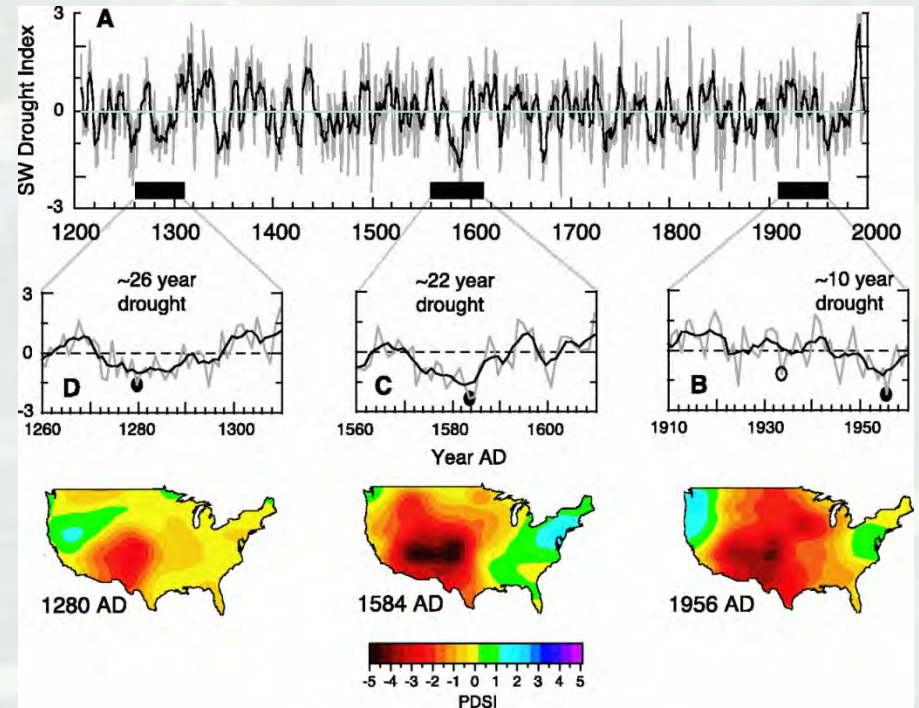 A
SW Drought Index
3
0
-3
1200 1300 1400 1500 1600 1700 1800 1900 2000
~26 year
drought
~22 year
drought
~10 year
drought
3
0
-3
D
C
B
1260 1280 1300
1560 1580 1600
1910 1930 1950
Year AD
1280 AD
1584 AD
1956 AD
-5 -4 -3 -2 -1 0 1 2 3 4 5
PDSI